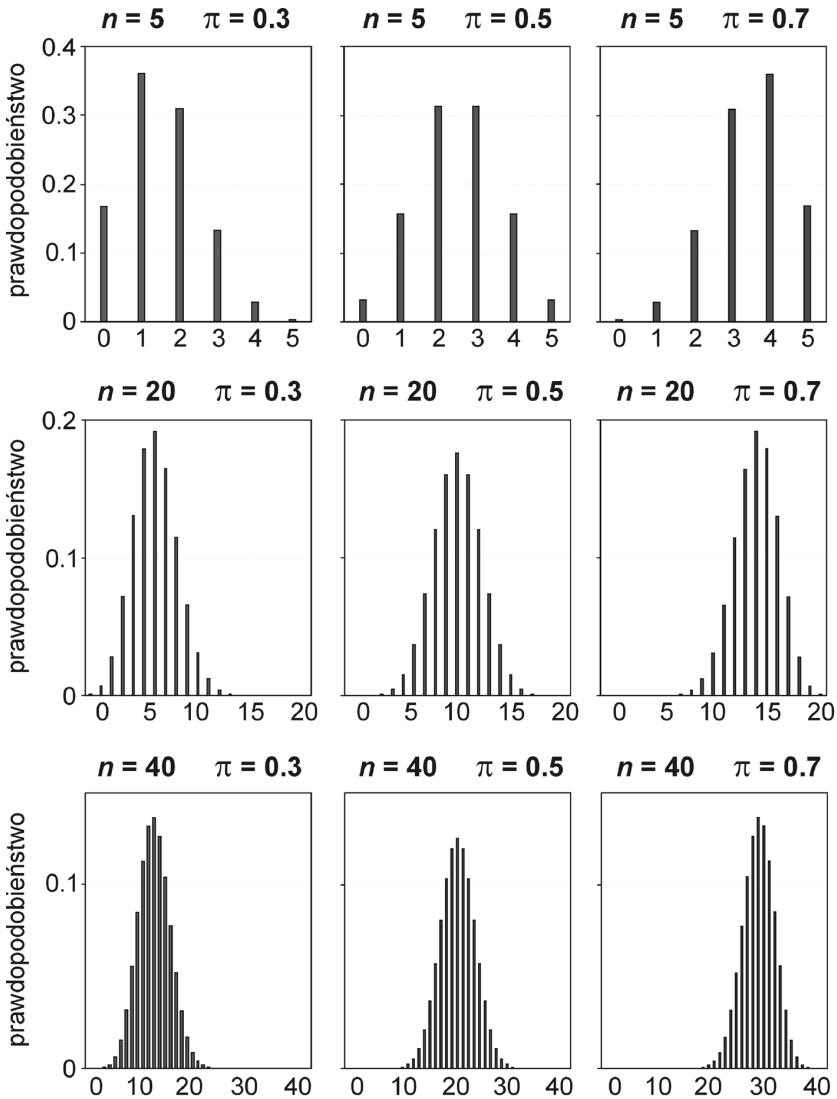 n = 5 π = 0.3 n = 5 π = 0.5 n = 5 π = 0.7
0.4
0.3
0.2
0.1
0
prawdopodobieństwo
0 1 2 3 4 5 0 1 2 3 4 5 0 1 2 3 4 5
n = 20 π = 0.3 n = 20 π = 0.5 n = 20 π = 0.7
0.2
0.1
0
prawdopodobieństwo
0 5 10 15 20 0 5 10 15 20 0 5 10 15 20
n = 40 π = 0.3 n = 40 π = 0.5 n = 40 π = 0.7
0.1
0
prawdopodobieństwo
0 10 20 30 40 0 10 20 30 40 0 10 20 30 40